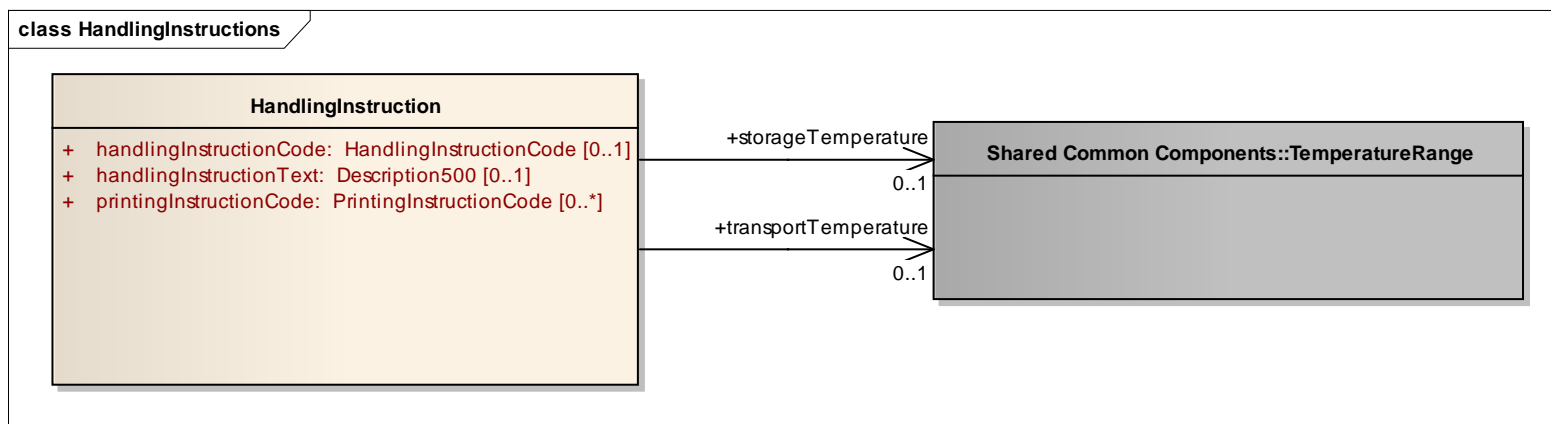 class HandlingInstructions
HandlingInstruction
+ handlingInstructionCode: HandlingInstructionCode [0..1]
+ handlingInstructionText: Description500 [0..1]
+ printingInstructionCode: PrintingInstructionCode [0..*]
+storageTemperature
0..1
+transportTemperature
0..1
Shared Common Components::TemperatureRange